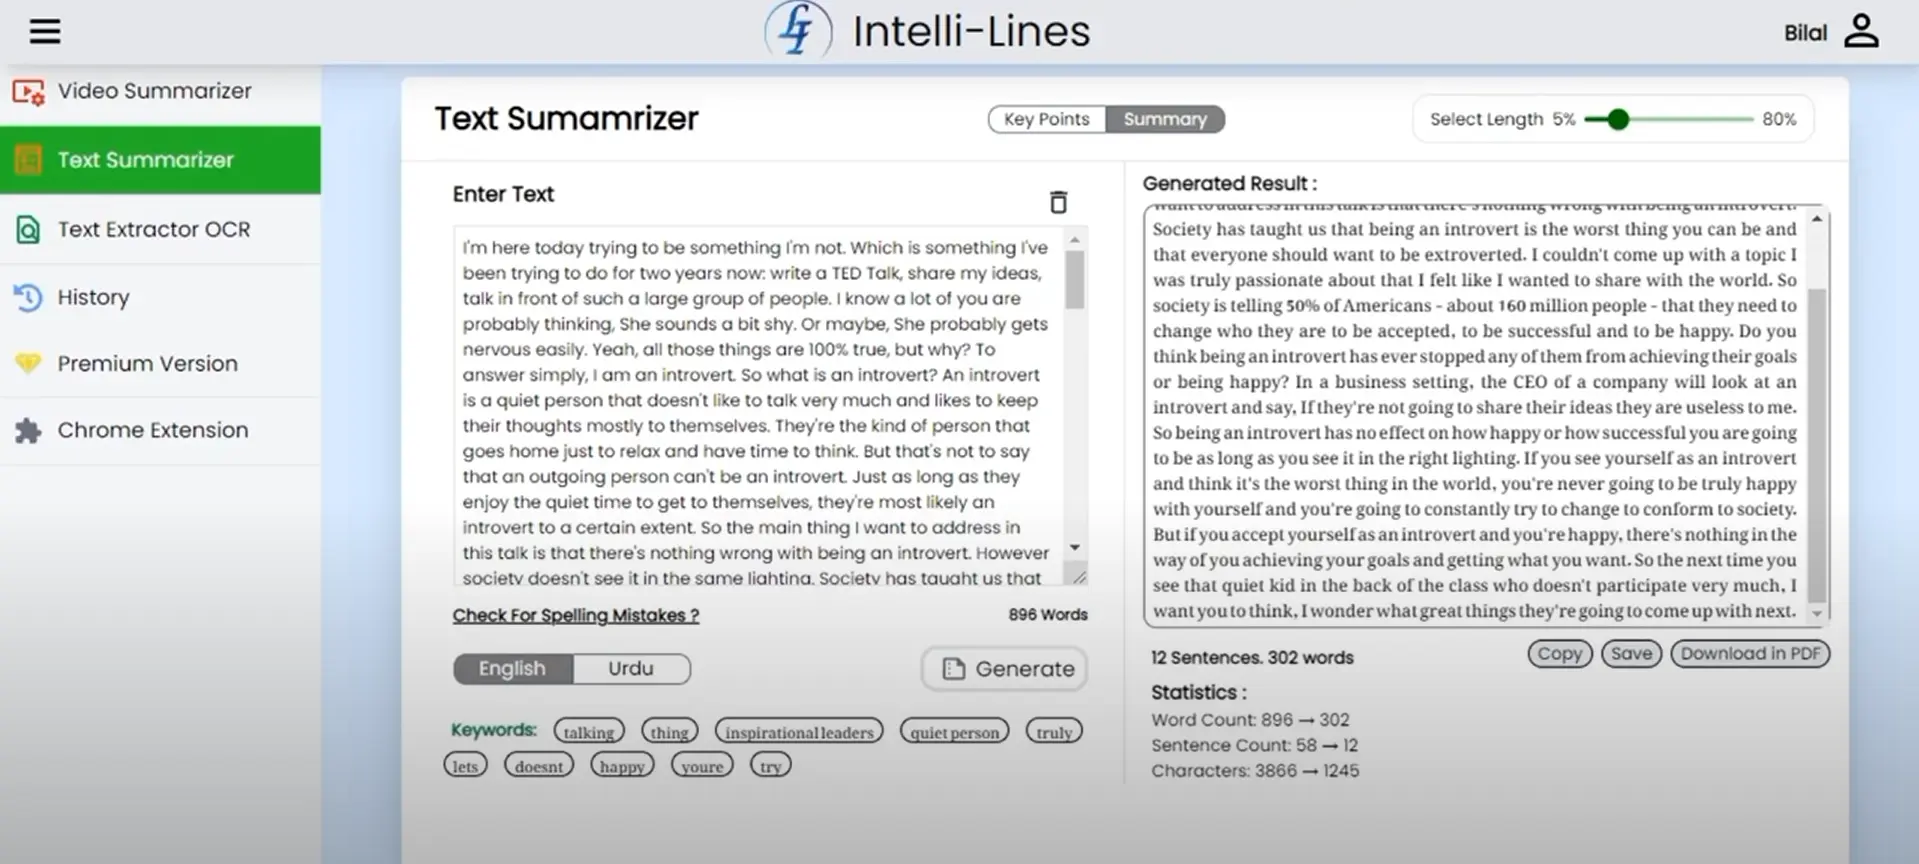 Intelli-Lines
Bilal
Video Summarizer
Text Summarizer
Text Extractor OCR
History
Premium Version
Chrome Extension
Text Sumamrizer
Key Points
Summary
Select Length 5%
80%
Enter Text
I'm here today trying to be something I'm not. Which is something I've
been trying to do for two years now: write a TED Talk, share my ideas,
talk in front of such a large group of people. I know a lot of you are
probably thinking, She sounds a bit shy. Or maybe, She probably gets
nervous easily. Yeah, all those things are 100% true, but why? To
answer simply, I am an introvert. So what is an introvert? An introvert
is a quiet person that doesn't like to talk very much and likes to keep
their thoughts mostly to themselves. They're the kind of person that
goes home just to relax and have time to think. But that's not to say
that an outgoing person can't be an introvert. Just as long as they
enjoy the quiet time to get to themselves, they're most likely an
introvert to a certain extent. So the main thing I want to address in
this talk is that there's nothing wrong with being an introvert. However
society doesn't see it in the same lighting. Society has taught us that
Check For Spelling Mistakes ?
896 Words
English
Urdu
Generate
Keywords:
talking
thing
inspirational leaders
quiet person
truly
lets
doesnt
happy
youre
try
Generated Result :
want to address in this talk is that there's nothing wrong with being an introvert.
Society has taught us that being an introvert is the worst thing you can be and
that everyone should want to be extroverted. I couldn't come up with a topic I
was truly passionate about that I felt like I wanted to share with the world. So
society is telling 50% of Americans - about 160 million people - that they need to
change who they are to be accepted, to be successful and to be happy. Do you
think being an introvert has ever stopped any of them from achieving their goals
or being happy? In a business setting, the CEO of a company will look at an
introvert and say, If they're not going to share their ideas they are useless to me.
So being an introvert has no effect on how happy or how successful you are going
to be as long as you see it in the right lighting. If you see yourself as an introvert
and think it's the worst thing in the world, you're never going to be truly happy
with yourself and you're going to constantly try to change to conform to society.
But if you accept yourself as an introvert and you're happy, there's nothing in the
way of you achieving your goals and getting what you want. So the next time you
see that quiet kid in the back of the class who doesn't participate very much, I
want you to think, I wonder what great things they're going to come up with next.
12 Sentences. 302 words
Copy
Save
Download in PDF
Statistics :
Word Count: 896 → 302
Sentence Count: 58 → 12
Characters: 3866 → 1245